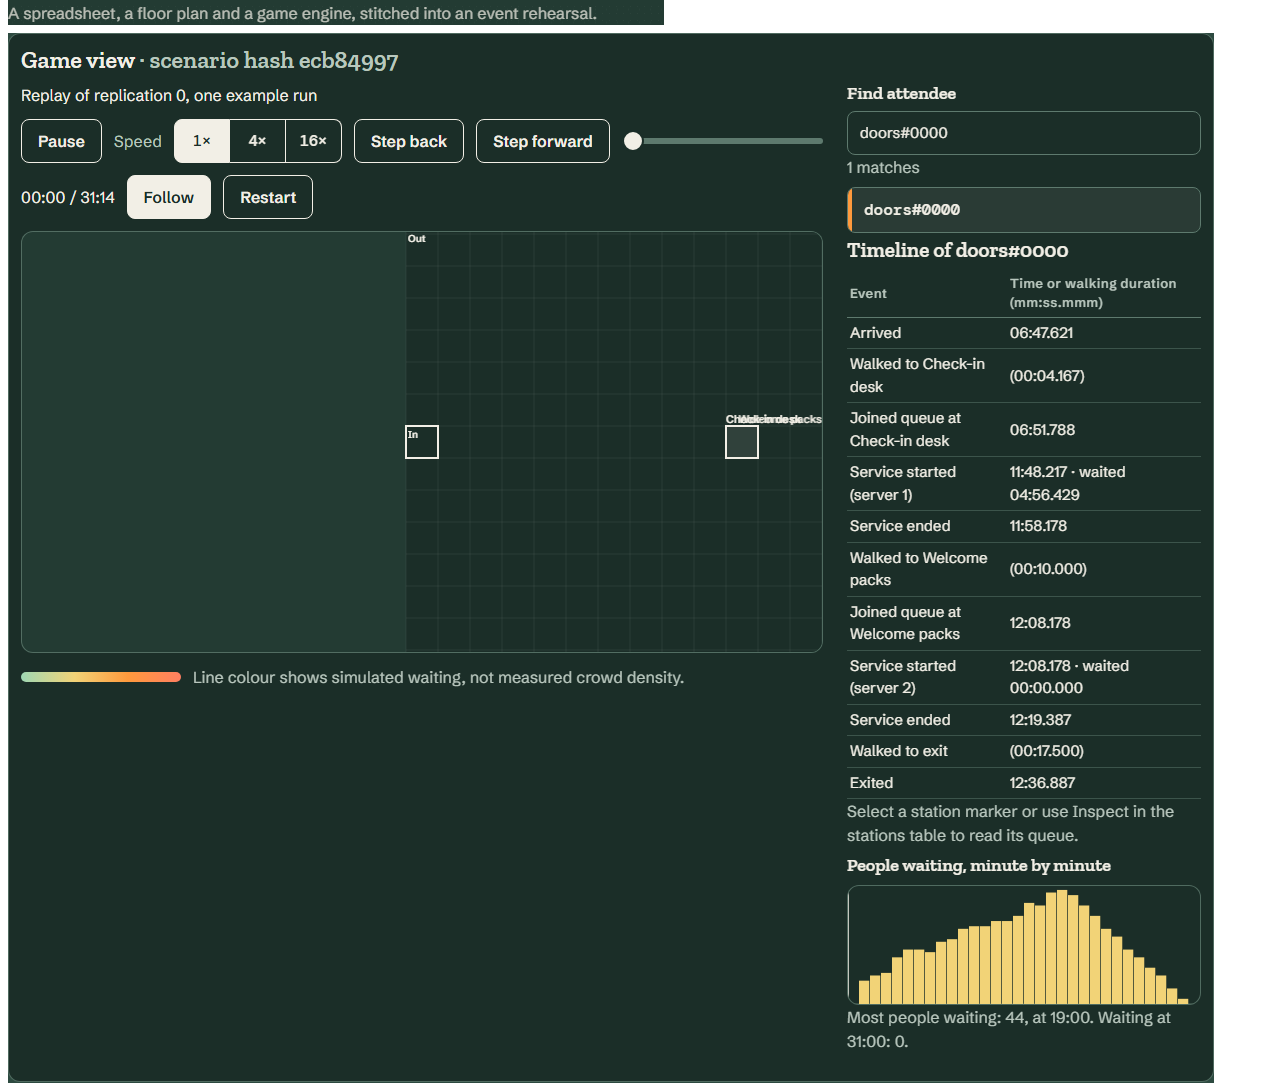 A spreadsheet, a floor plan and a game engine, stitched into an event rehearsal.
Game view · scenario hash ecb84997
Replay of replication 0, one example run
Pause
Speed
1×
4×
16×
Step back
Step forward
00:00 / 31:14
Follow
Restart
Out
In
Check-in desk
Welcome packs
Line colour shows simulated waiting, not measured crowd density.
Find attendee
doors#0000
1 matches
doors#0000
Timeline of doors#0000
Event
Time or walking duration
(mm:ss.mmm)
Arrived
06:47.621
Walked to Check-in
desk
(00:04.167)
Joined queue at
Check-in desk
06:51.788
Service started
(server 1)
11:48.217 · waited
04:56.429
Service ended
11:58.178
Walked to Welcome
packs
(00:10.000)
Joined queue at
Welcome packs
12:08.178
Service started
(server 2)
12:08.178 · waited
00:00.000
Service ended
12:19.387
Walked to exit
(00:17.500)
Exited
12:36.887
Select a station marker or use Inspect in the
stations table to read its queue.
People waiting, minute by minute
Most people waiting: 44, at 19:00. Waiting at
31:00: 0.